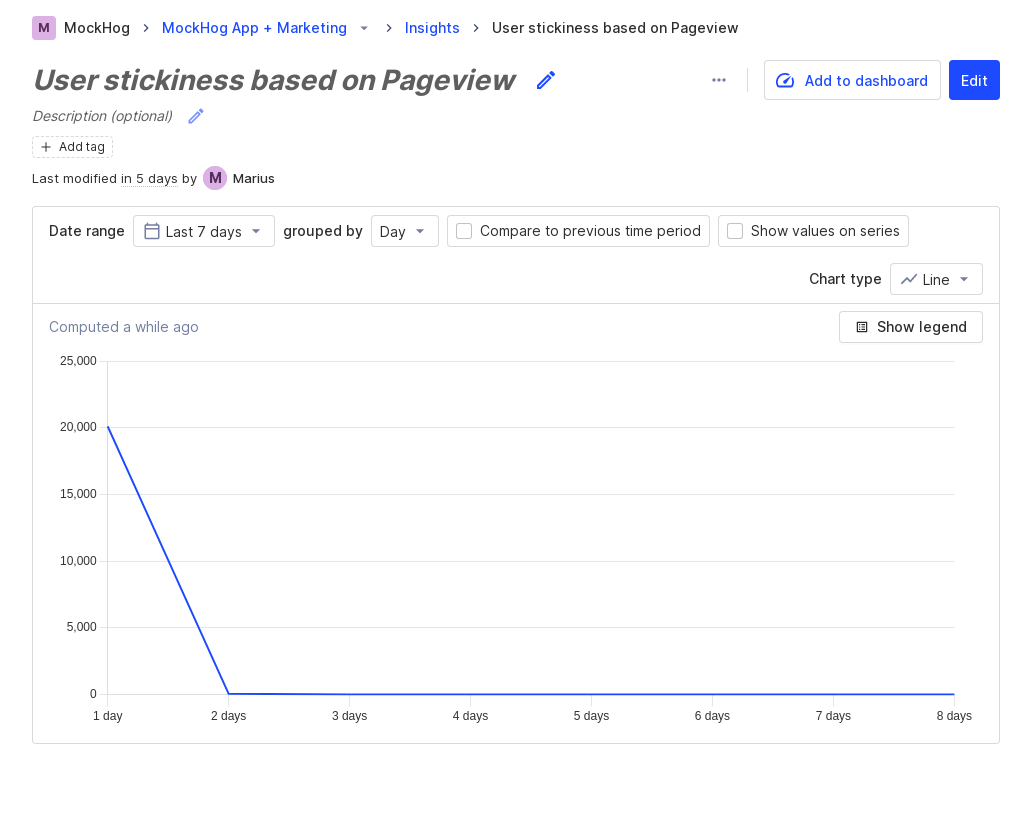 M MockHog MockHog App + Marketing Insights User stickiness based on Pageview
User stickiness based on Pageview
Add to dashboard Edit
Description (optional)
Add tag
Last modified in 5 days by M Marius
Date range Last 7 days grouped by Day Compare to previous time period Show values on series
Chart type Line
Computed a while ago Show legend
25,000
20,000
15,000
10,000
5,000
0
1 day 2 days 3 days 4 days 5 days 6 days 7 days 8 days